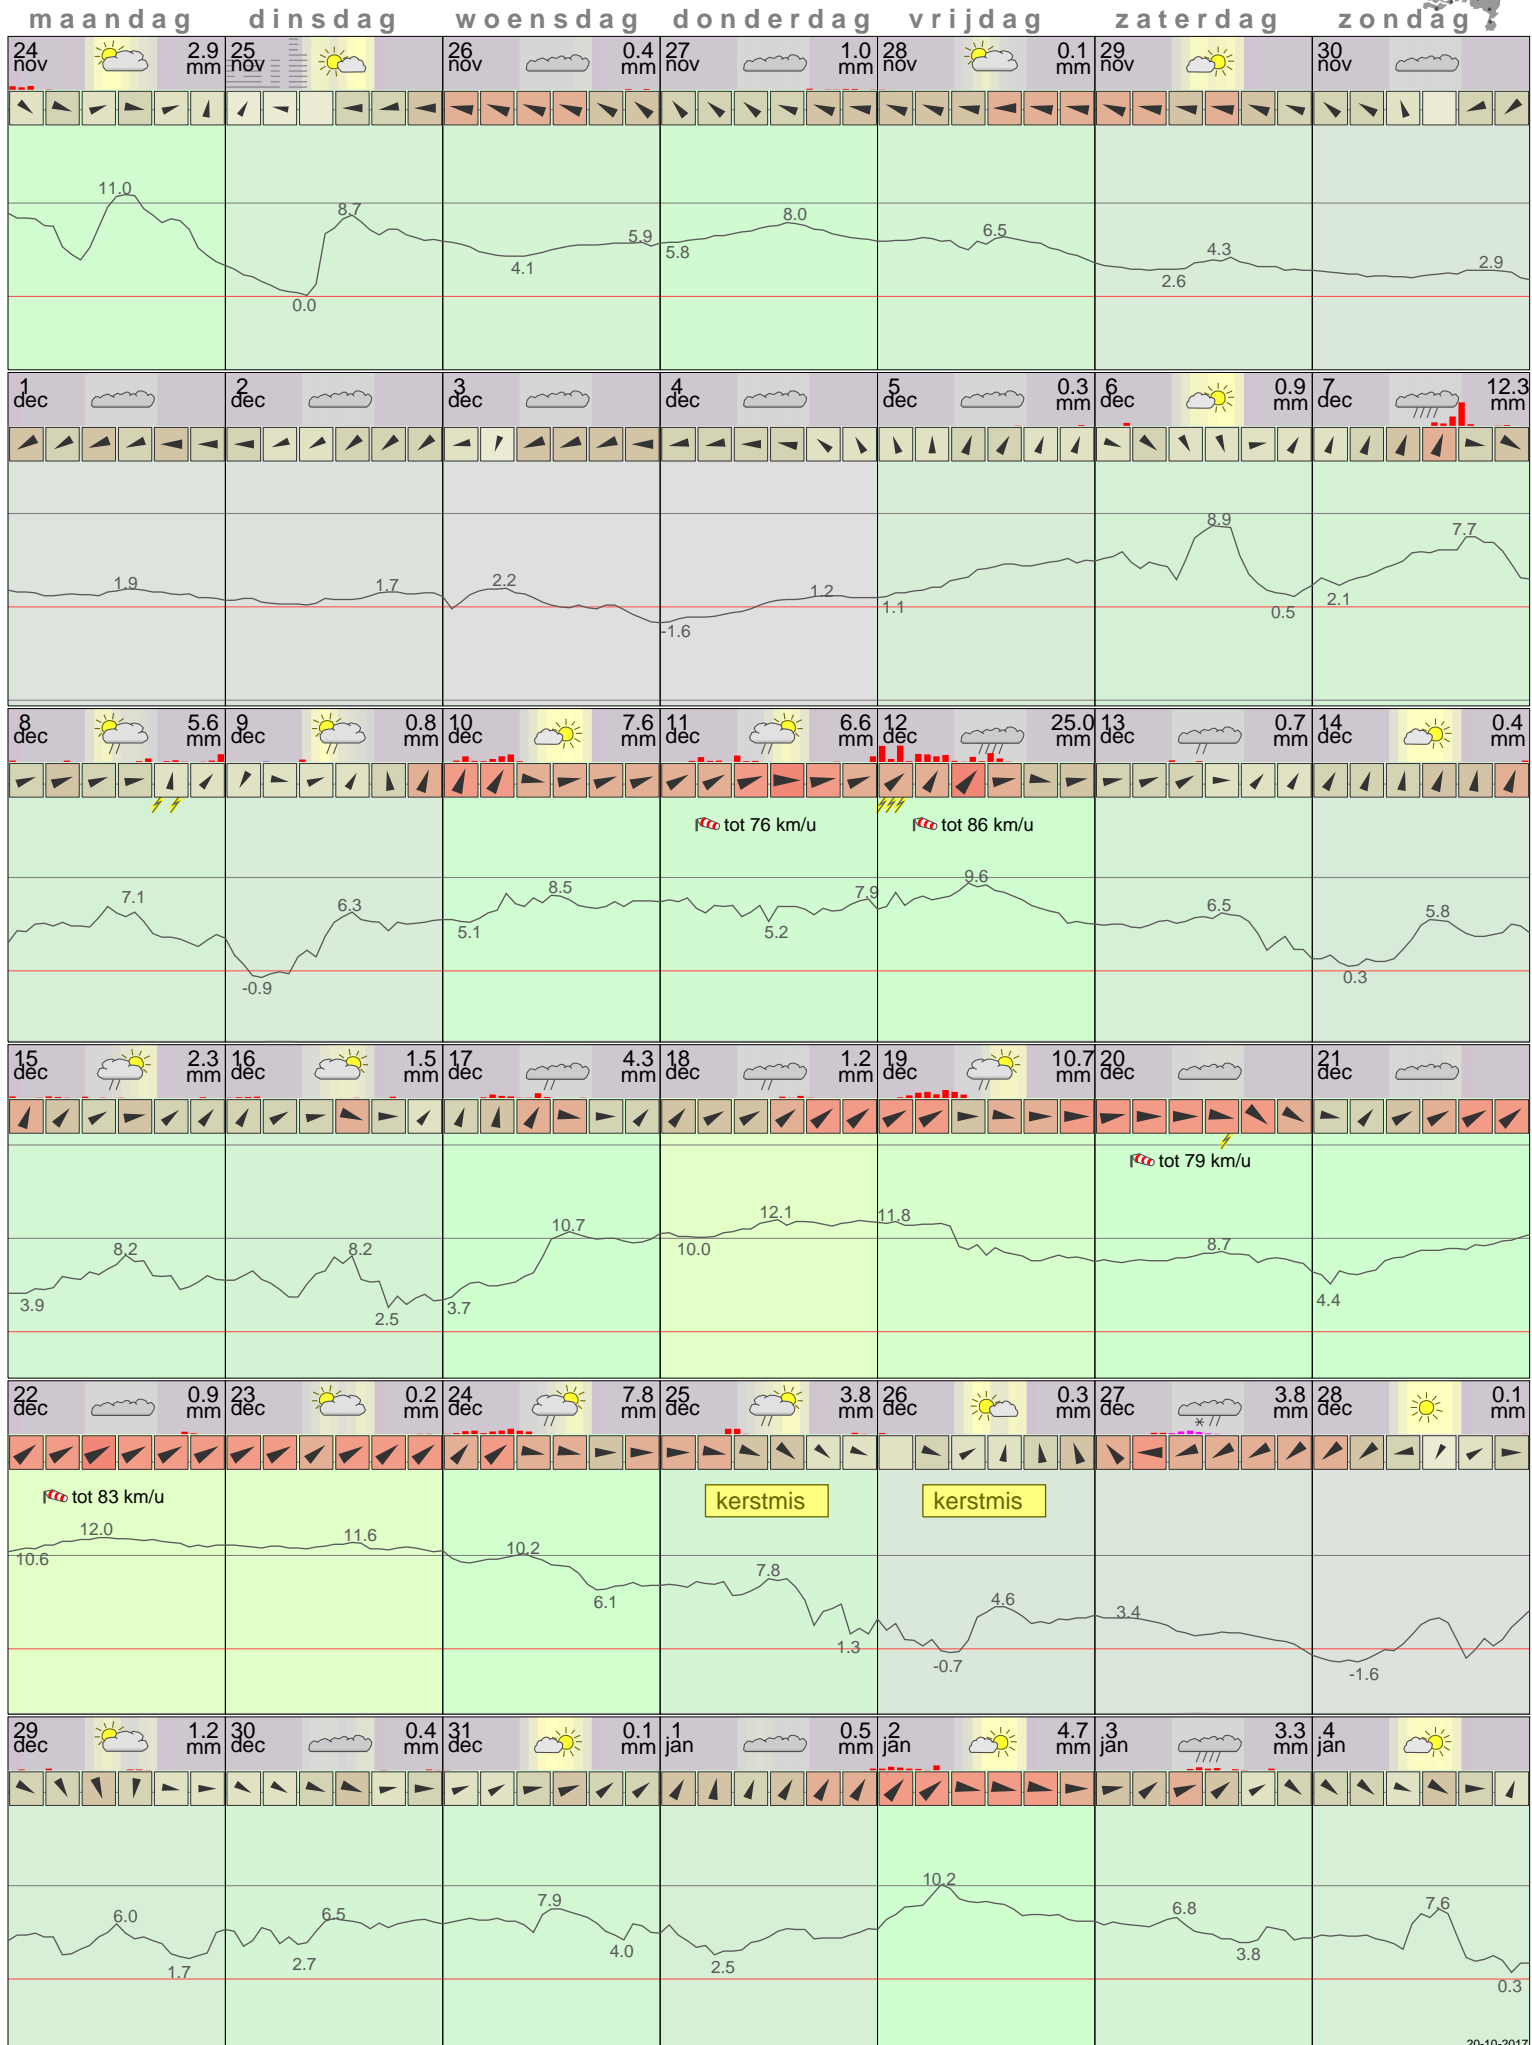 maandag dinsdag woensdag donderdag vrijdag zaterdag zondag
24 nov 2.9 mm
25 nov
26 nov 0.4 mm
27 nov 1.0 mm
28 nov 0.1 mm
29 nov
30 nov
11.0
0.0 8.7
4.1 5.9
5.8 8.0
6.5
2.6 4.3
2.9
1 dec
2 dec
3 dec
4 dec
5 dec 0.3 mm
6 dec 0.9 mm
7 dec 12.3 mm
1.9
1.7
2.2
-1.6 1.2
1.1
8.9 0.5
2.1 7.7
8 dec 5.6 mm
9 dec 0.8 mm
10 dec 7.6 mm
11 dec 6.6 mm
12 dec 25.0 mm
13 dec 0.7 mm
14 dec 0.4 mm
tot 76 km/u
tot 86 km/u
7.1
-0.9 6.3
5.1 8.5
5.2 7.9
9.6
6.5
0.3 5.8
15 dec 2.3 mm
16 dec 1.5 mm
17 dec 4.3 mm
18 dec 1.2 mm
19 dec 10.7 mm
20 dec
21 dec
tot 79 km/u
3.9 8.2
8.2 2.5
3.7 10.7
10.0 12.1
11.8
8.7
4.4
22 dec 0.9 mm
23 dec 0.2 mm
24 dec 7.8 mm
25 dec 3.8 mm
26 dec 0.3 mm
27 dec 3.8 mm
28 dec 0.1 mm
tot 83 km/u
kerstmis
kerstmis
10.6 12.0
11.6
10.2 6.1
7.8 1.3
-0.7 4.6
3.4
-1.6
29 dec 1.2 mm
30 dec 0.4 mm
31 dec 0.1 mm
1 jan 0.5 mm
2 jan 4.7 mm
3 jan 3.3 mm
4 jan
6.0 1.7
2.7 6.5
7.9 4.0
2.5
10.2
6.8 3.8
7.6 0.3
20-10-2017